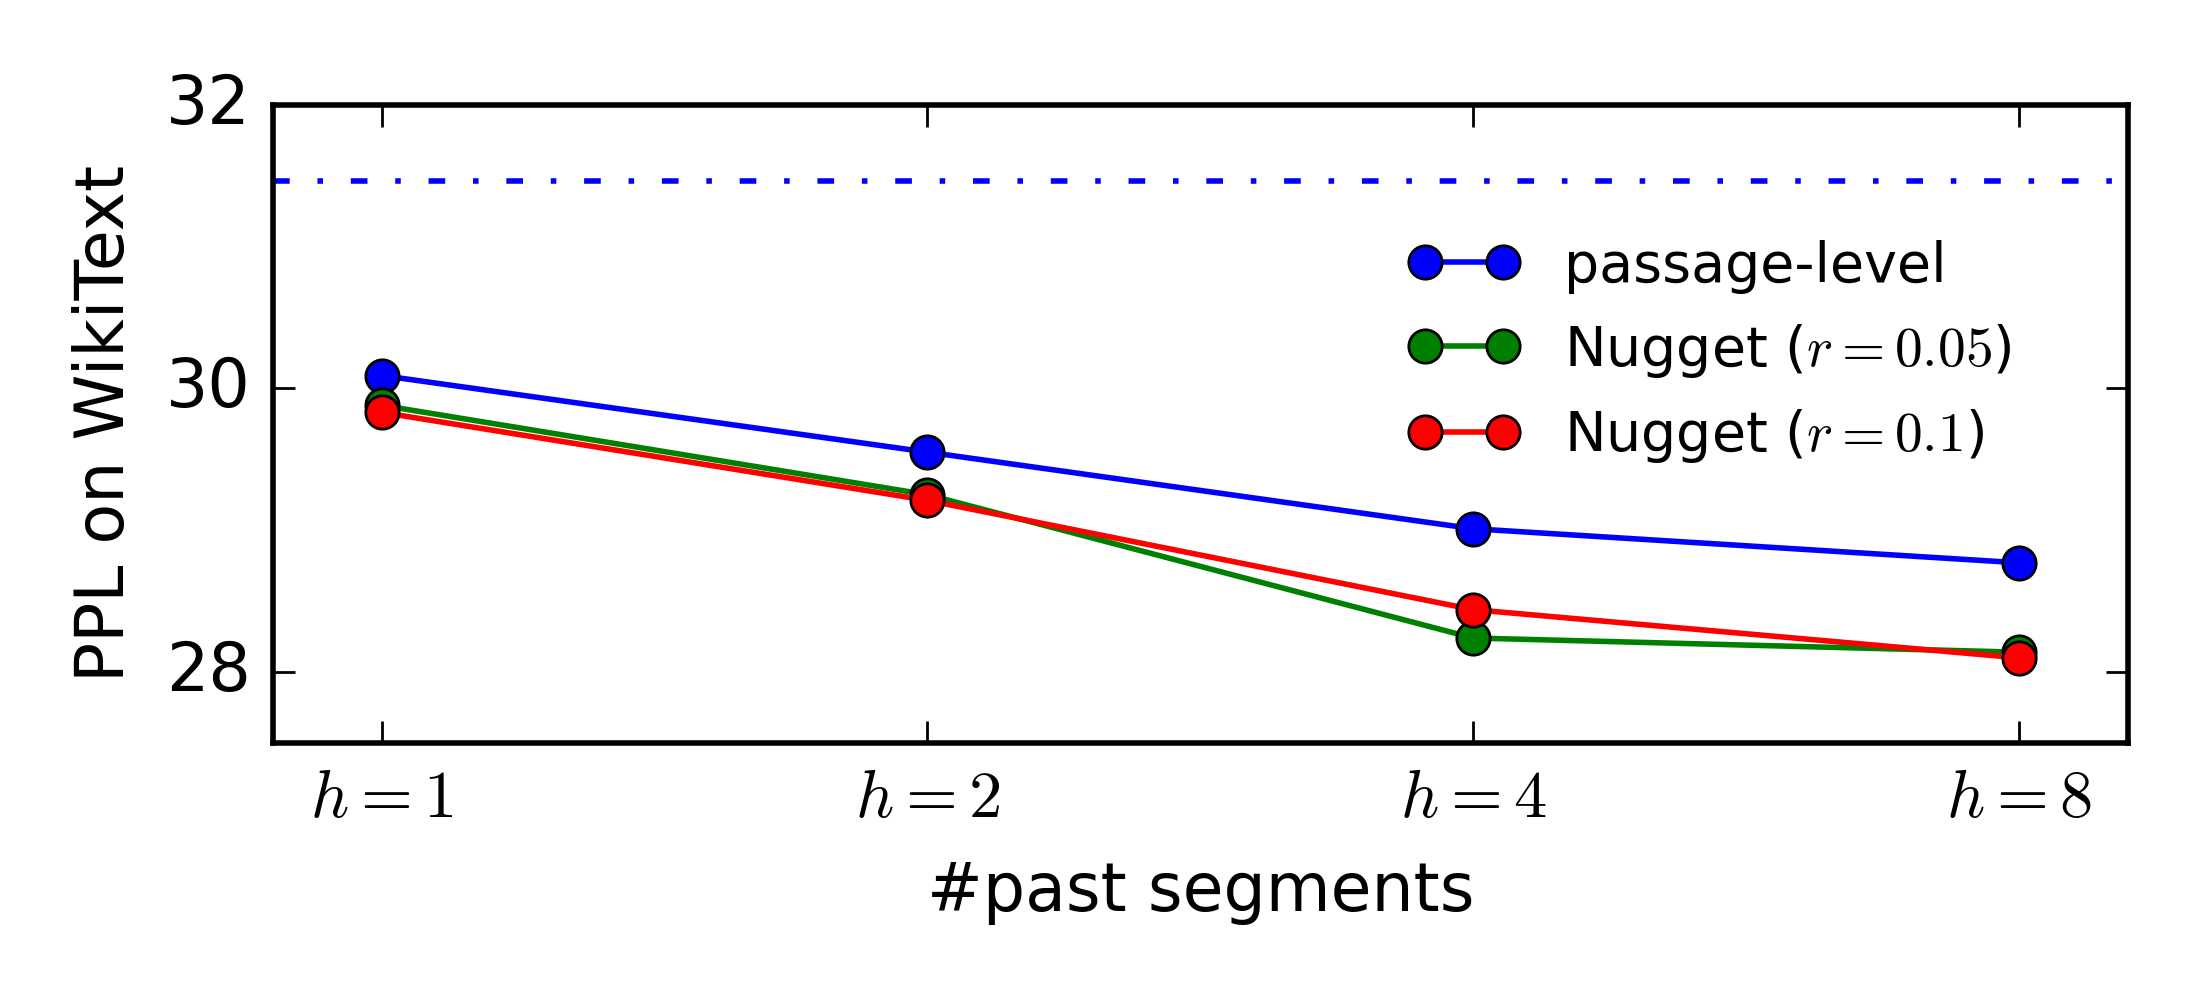 32
30
28
PPL on WikiText
passage-level
Nugget (r = 0.05)
Nugget (r = 0.1)
h = 1
h = 2
h = 4
h = 8
#past segments